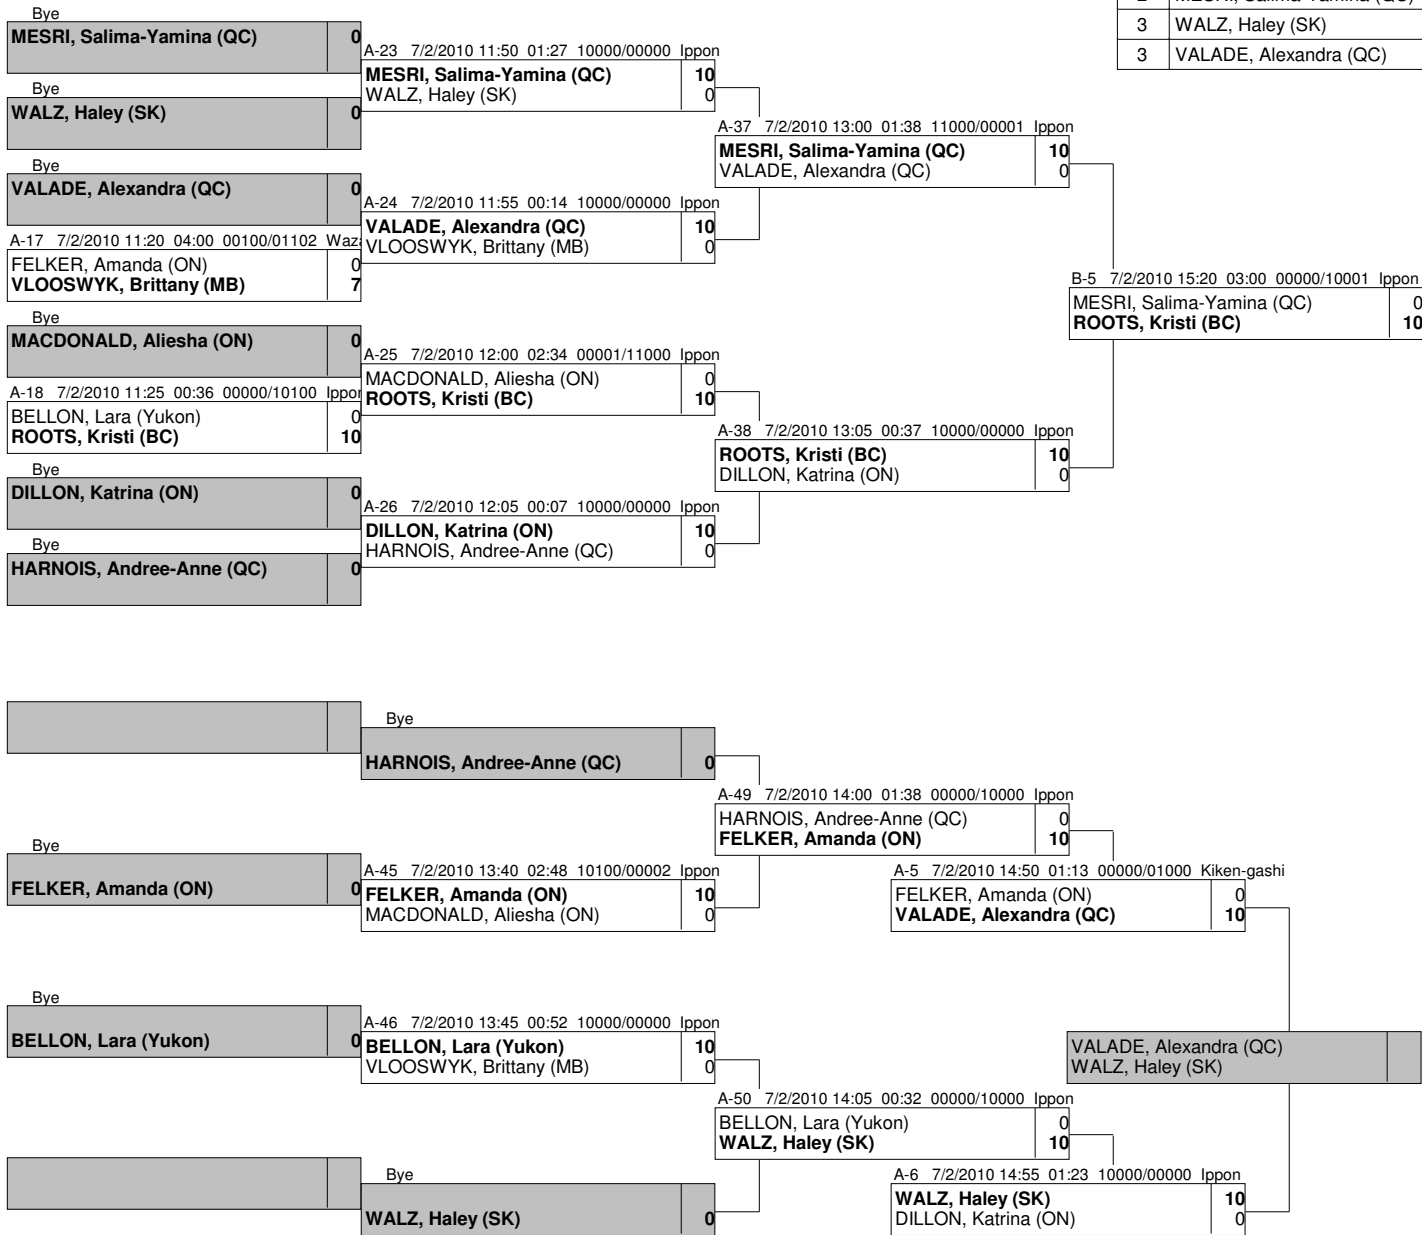 2 MESRI, Salima-Yamina (QC)
3 WALZ, Haley (SK)
3 VALADE, Alexandra (QC)
Bye
MESRI, Salima-Yamina (QC) 0
Bye
WALZ, Haley (SK) 0
A-23 7/2/2010 11:50 01:27 10000/00000 Ippon
MESRI, Salima-Yamina (QC) 10
WALZ, Haley (SK) 0
Bye
VALADE, Alexandra (QC) 0
A-17 7/2/2010 11:20 04:00 00100/01102 Waza
FELKER, Amanda (ON) 0
VLOOSWYK, Brittany (MB) 7
A-24 7/2/2010 11:55 00:14 10000/00000 Ippon
VALADE, Alexandra (QC) 10
VLOOSWYK, Brittany (MB) 0
A-37 7/2/2010 13:00 01:38 11000/00001 Ippon
MESRI, Salima-Yamina (QC) 10
VALADE, Alexandra (QC) 0
Bye
MACDONALD, Aliesha (ON) 0
A-18 7/2/2010 11:25 00:36 00000/10100 Ippon
BELLON, Lara (Yukon) 0
ROOTS, Kristi (BC) 10
A-25 7/2/2010 12:00 02:34 00001/11000 Ippon
MACDONALD, Aliesha (ON) 0
ROOTS, Kristi (BC) 10
Bye
DILLON, Katrina (ON) 0
Bye
HARNOIS, Andree-Anne (QC) 0
A-26 7/2/2010 12:05 00:07 10000/00000 Ippon
DILLON, Katrina (ON) 10
HARNOIS, Andree-Anne (QC) 0
A-38 7/2/2010 13:05 00:37 10000/00000 Ippon
ROOTS, Kristi (BC) 10
DILLON, Katrina (ON) 0
B-5 7/2/2010 15:20 03:00 00000/10001 Ippon
MESRI, Salima-Yamina (QC) 0
ROOTS, Kristi (BC) 10
Bye
HARNOIS, Andree-Anne (QC) 0
Bye
FELKER, Amanda (ON) 0
A-45 7/2/2010 13:40 02:48 10100/00002 Ippon
FELKER, Amanda (ON) 10
MACDONALD, Aliesha (ON) 0
A-49 7/2/2010 14:00 01:38 00000/10000 Ippon
HARNOIS, Andree-Anne (QC) 0
FELKER, Amanda (ON) 10
A-5 7/2/2010 14:50 01:13 00000/01000 Kiken-gashi
FELKER, Amanda (ON) 0
VALADE, Alexandra (QC) 10
Bye
BELLON, Lara (Yukon) 0
A-46 7/2/2010 13:45 00:52 10000/00000 Ippon
BELLON, Lara (Yukon) 10
VLOOSWYK, Brittany (MB) 0
Bye
WALZ, Haley (SK) 0
A-50 7/2/2010 14:05 00:32 00000/10000 Ippon
BELLON, Lara (Yukon) 0
WALZ, Haley (SK) 10
A-6 7/2/2010 14:55 01:23 10000/00000 Ippon
WALZ, Haley (SK) 10
DILLON, Katrina (ON) 0
VALADE, Alexandra (QC)
WALZ, Haley (SK)